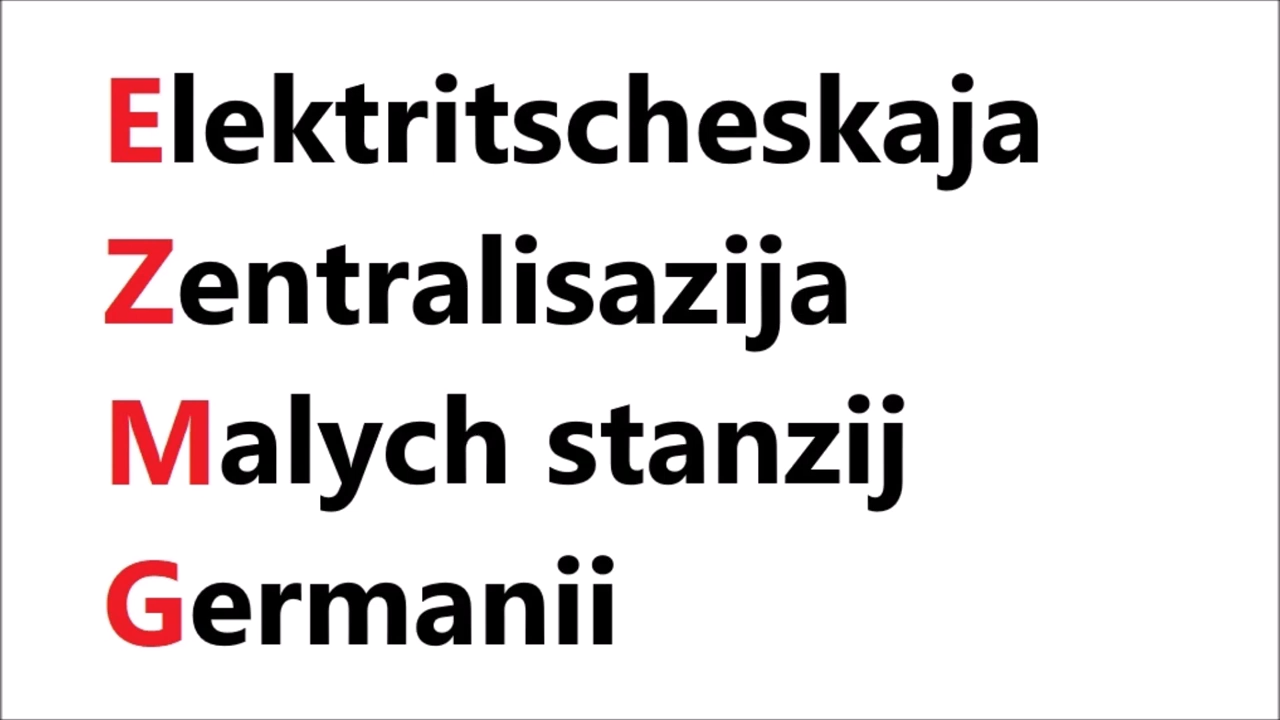 Elektritscheskaja
Zentralisazija
Malych stanzij
Germanii